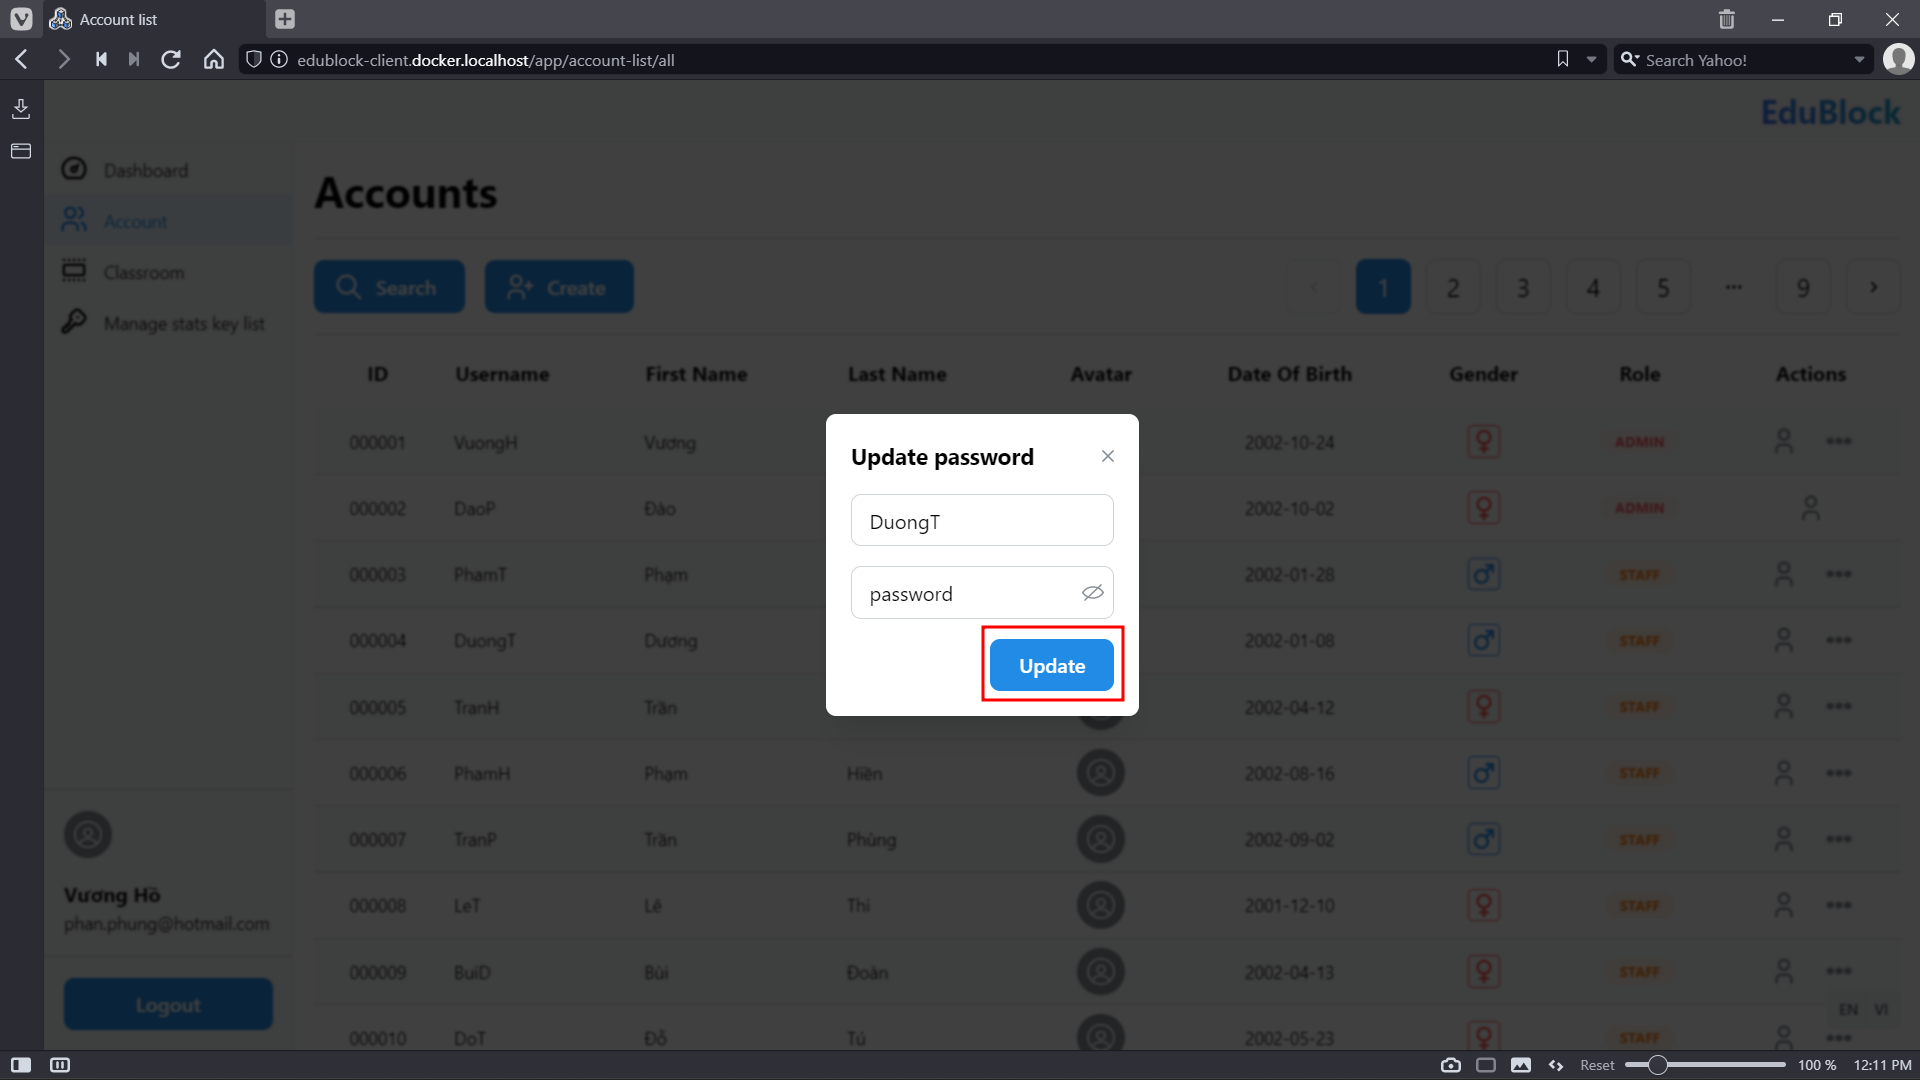 Account list
edublock-client.docker.localhost/app/account-list/all
Search Yahoo!
EduBlock
Dashboard
Account
Classroom
Manage stats key list
Accounts
Search
Create
1 2 3 4 5 ••• 9
ID Username First Name Last Name Avatar Date Of Birth Gender Role Actions
000001 VuongH Vương 2002-10-24 ADMIN
000002 DaoP Đào 2002-10-02 ADMIN
000003 PhamT Phạm 2002-01-28 STAFF
000004 DuongT Dương 2002-01-08 STAFF
000005 TranH Trần 2002-04-12 STAFF
000006 PhamH Phạm Hiền 2002-08-16 STAFF
000007 TranP Trần Phùng 2002-09-02 STAFF
000008 LeT Lê Thi 2001-12-10 STAFF
000009 BuiD Bùi Đoàn 2002-04-13 STAFF
000010 DoT Đỗ Tú 2002-05-23 STAFF
Update password
DuongT
password
Update
Vương Hồ
phan.phung@hotmail.com
Logout
EN VI
Reset
100 %
12:11 PM